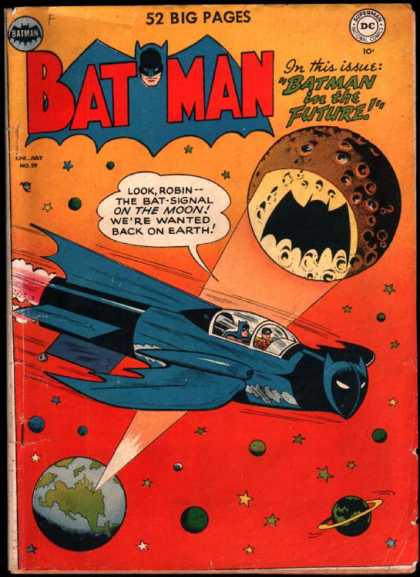 52 BIG PAGES
BATMAN
SUPERMAN
DC
10¢
BATMAN
In this issue:
"BATMAN
in the
FUTURE!"
JUNE-JULY
NO. 59
LOOK, ROBIN--
THE BAT-SIGNAL
ON THE MOON!
WE'RE WANTED
BACK ON EARTH!